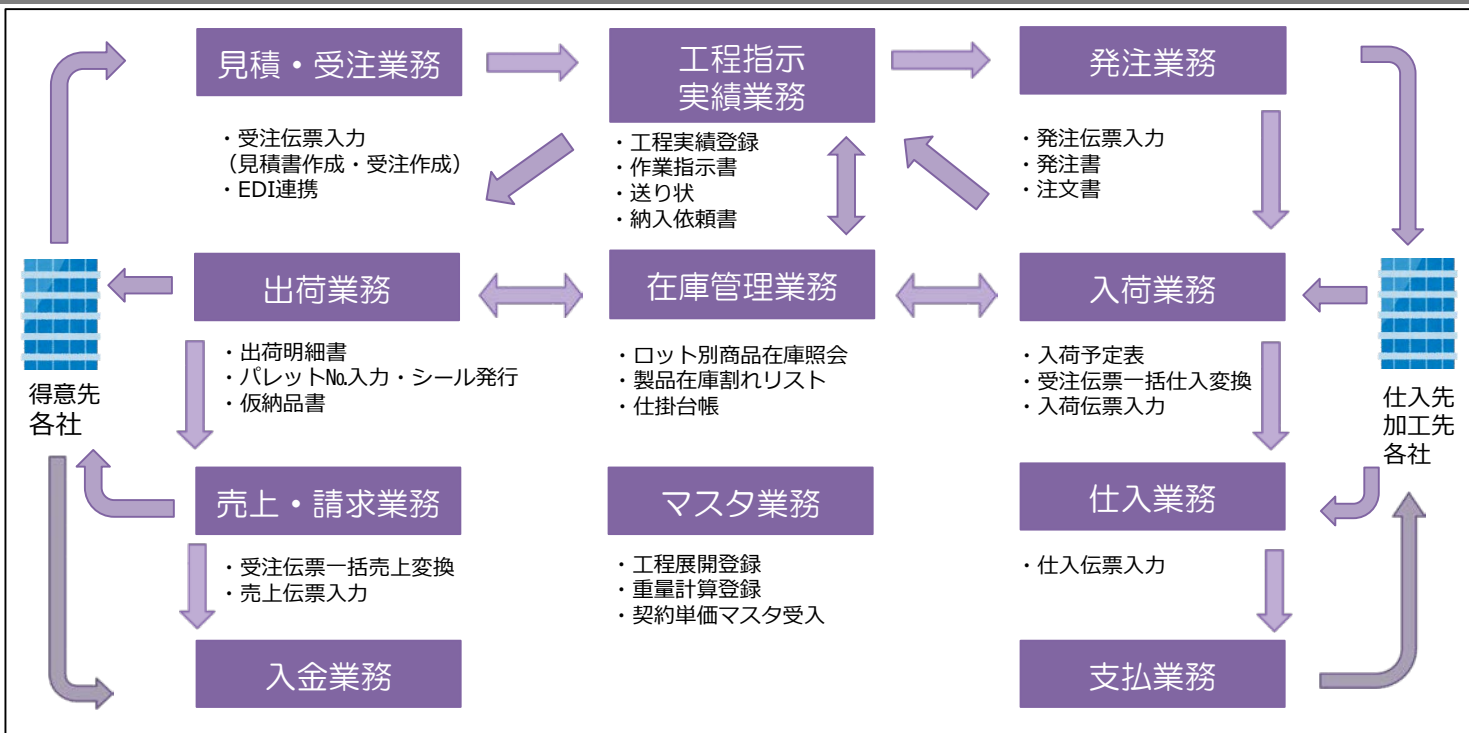 見積・受注業務
・受注伝票入力
（見積書作成・受注作成）
・EDI連携
工程指示
実績業務
・工程実績登録
・作業指示書
・送り状
・納入依頼書
発注業務
・発注伝票入力
・発注書
・注文書
得意先
各社
出荷業務
・出荷明細書
・パレット№入力・シール発行
・仮納品書
在庫管理業務
・ロット別商品在庫照会
・製品在庫割れリスト
・仕掛台帳
入荷業務
・入荷予定表
・受注伝票一括仕入変換
・入荷伝票入力
仕入先
加工先
各社
売上・請求業務
・受注伝票一括売上変換
・売上伝票入力
マスタ業務
・工程展開登録
・重量計算登録
・契約単価マスタ受入
仕入業務
・仕入伝票入力
入金業務
支払業務